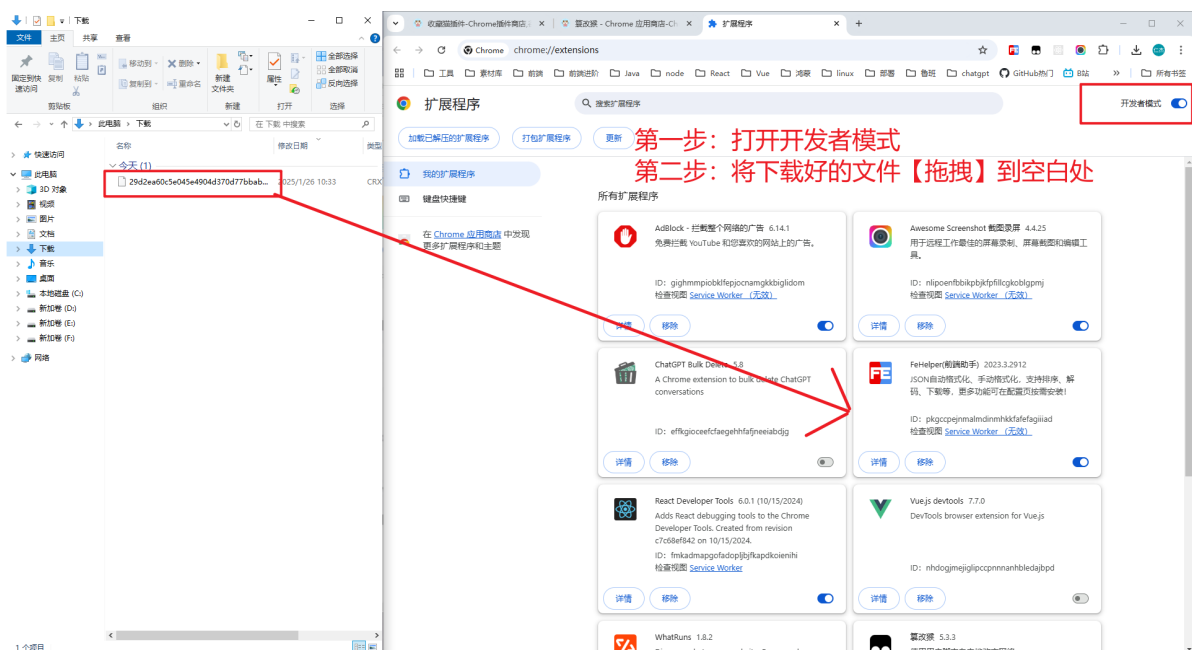 下载
文件 主页 共享 查看
固定到快速访问 复制 粘贴 移动到 复制到 删除 重命名 新建文件夹 属性 全部选择 全部取消 反向选择
剪贴板 组织 新建 打开 选择
此电脑 > 下载
在 下载 中搜索
名称 修改日期 类型
今天 (1)
29d2ea60c5e045e4904d370d77bbab... 2025/1/26 10:33 CRX
快速访问
此电脑
3D 对象
视频
图片
文档
下载
音乐
桌面
本地磁盘 (C:)
新加卷 (D:)
新加卷 (E:)
新加卷 (F:)
网络
1 个项目
收藏猫插件-Chrome插件商店
篡改猴 - Chrome 应用商店-Ch
扩展程序
Chrome chrome://extensions
工具 素材库 前端 前端进阶 Java node React Vue 鸿蒙 linux 部署 鲁班 chatgpt GitHub热门 B站 » 所有书签
扩展程序
搜索扩展程序
开发者模式
加载已解压的扩展程序 打包扩展程序 更新
第一步：打开开发者模式
第二步：将下载好的文件【拖拽】到空白处
我的扩展程序
键盘快捷键
在 Chrome 应用商店 中发现
更多扩展程序和主题
所有扩展程序
AdBlock - 拦截整个网络的广告 6.14.1
免费拦截 YouTube 和您喜欢的网站上的广告。
ID：gighmmpiobklfepjocnamgkkbiglidom
检查视图 Service Worker （无效）
详情 移除
Awesome Screenshot 截图录屏 4.4.25
用于远程工作最佳的屏幕录制、屏幕截图和编辑工
具。
ID：nlipoenfbbikpbjkfpfillcgkoblgpmj
检查视图 Service Worker （无效）
详情 移除
ChatGPT Bulk Delete 5.8
A Chrome extension to bulk delete ChatGPT
conversations
ID：effkgioceefcfaegehhfafjneeiabdjg
详情 移除
FeHelper(前端助手) 2023.3.2912
JSON自动格式化、手动格式化，支持排序、解
码、下载等，更多功能可在配置页按需安装！
ID：pkgccpejnmalmdinmhkkfafefagiiiad
检查视图 Service Worker （无效）
详情 移除
React Developer Tools 6.0.1 (10/15/2024)
Adds React debugging tools to the Chrome
Developer Tools. Created from revision
c7c68ef842 on 10/15/2024.
ID：fmkadmapgofadopljbjfkapdkoienihi
检查视图 Service Worker
详情 移除
Vue.js devtools 7.7.0
DevTools browser extension for Vue.js
ID：nhdogjmejiglipccpnnnanhbledajbpd
详情 移除
WhatRuns 1.8.2
篡改猴 5.3.3